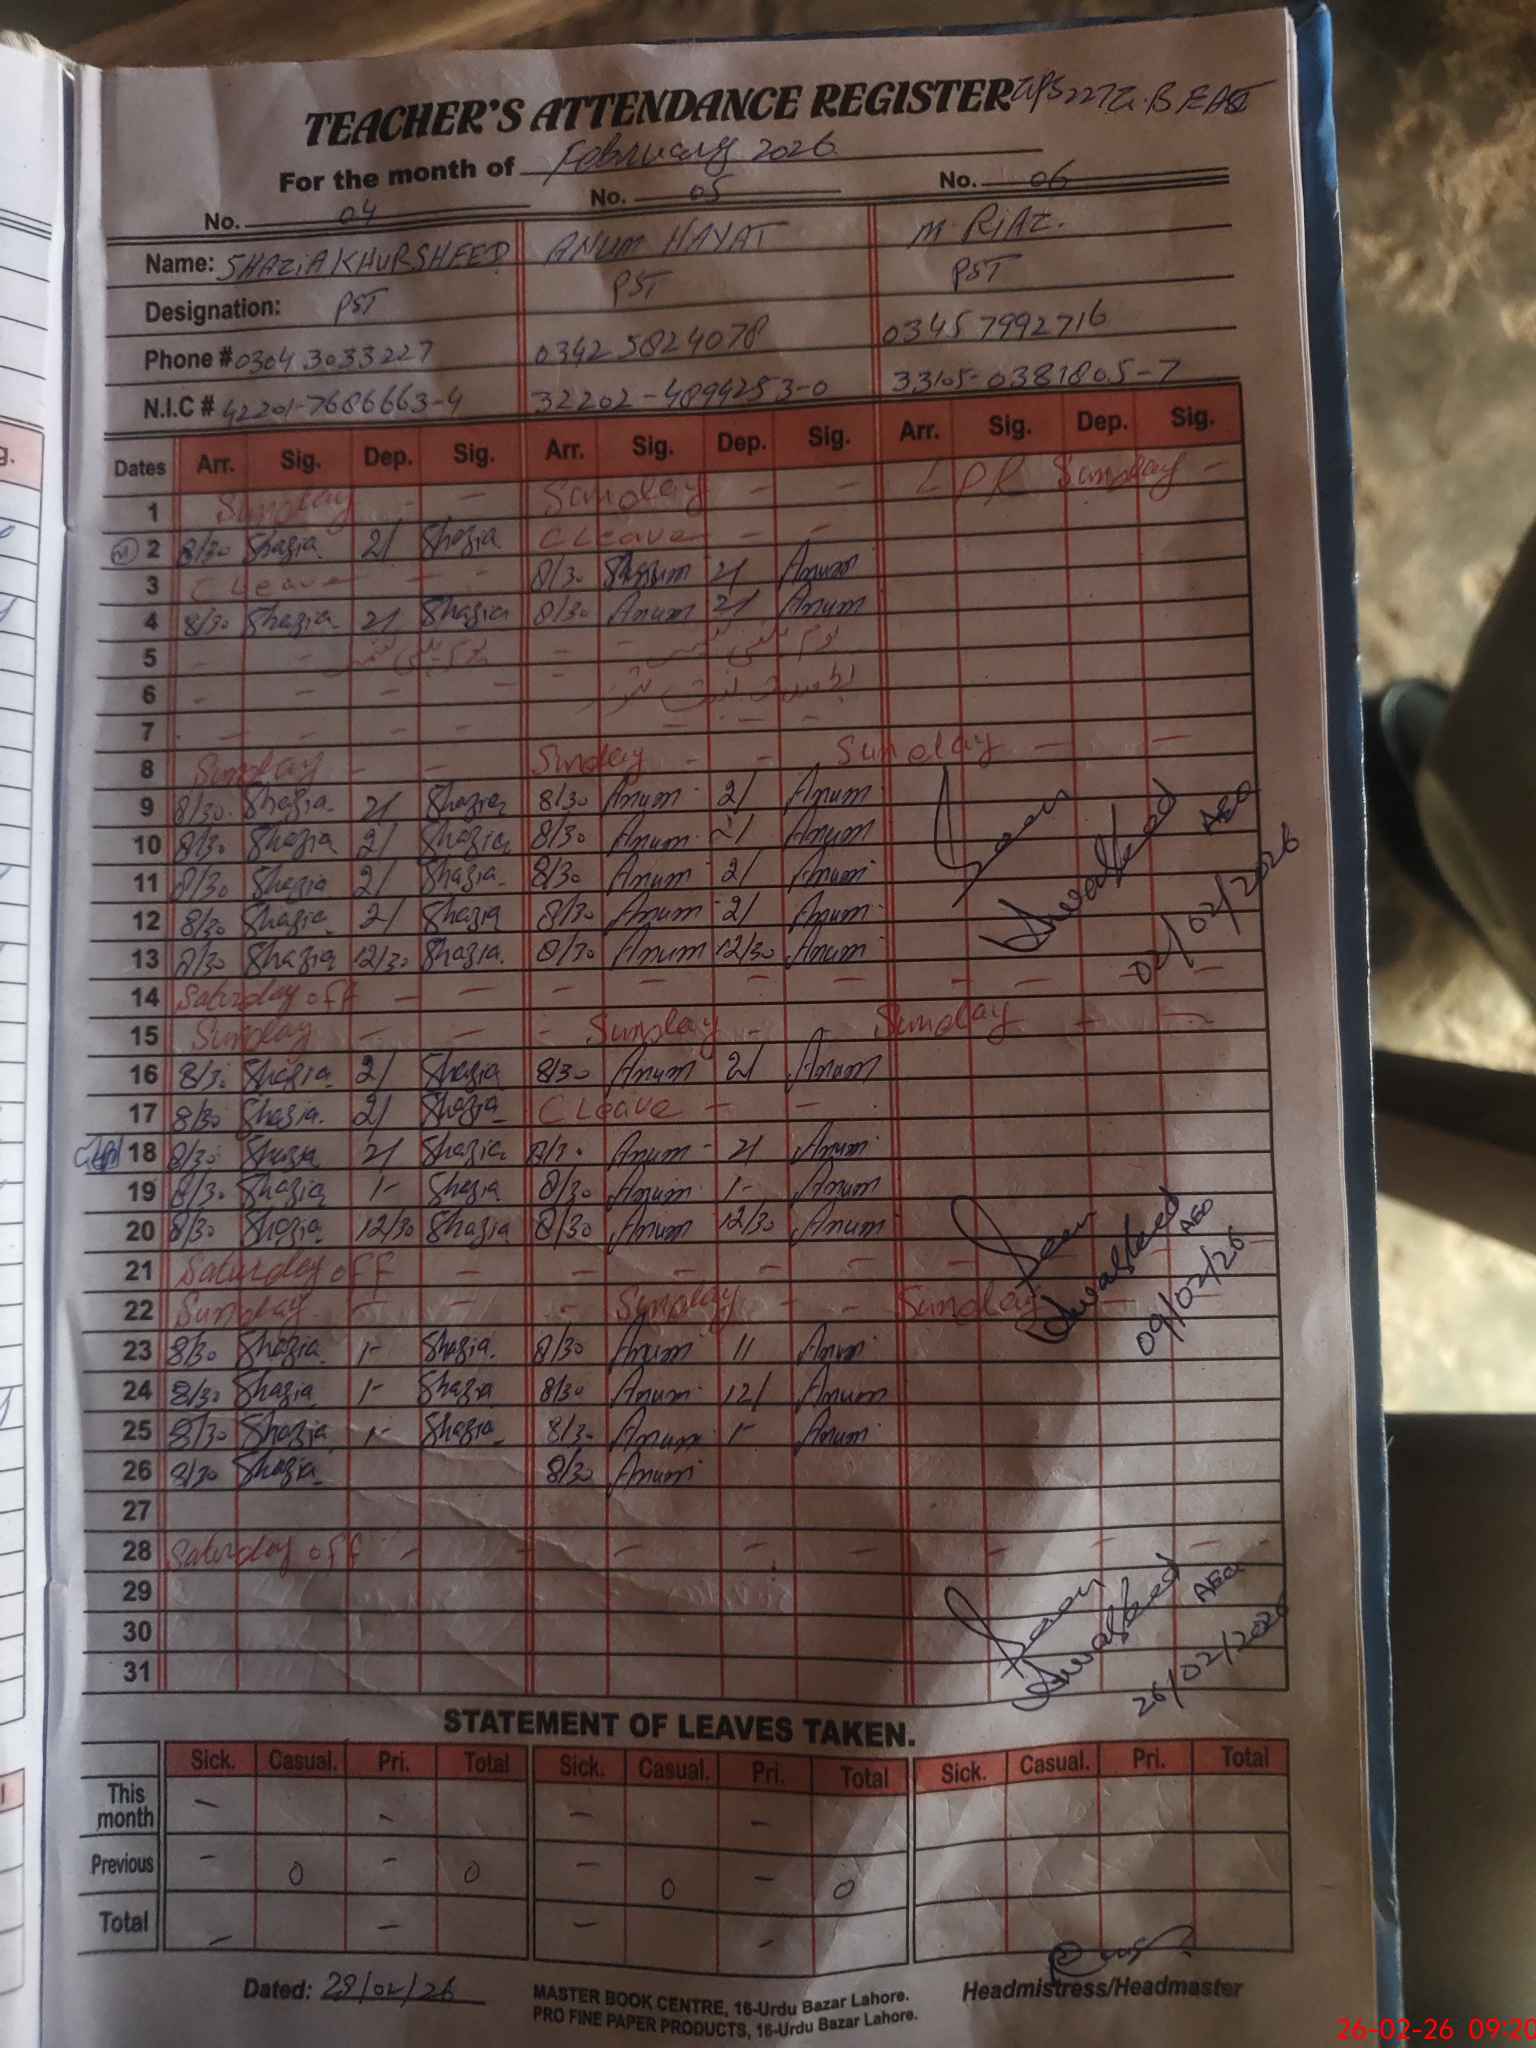 TEACHER'S ATTENDANCE REGISTER GPS 227 G.B EAST
For the month of February 2026
No. 04 No. 05 No. 06
Name: SHAZIA KHURSHEED ANUM HAYAT M RIAZ.
Designation: PST PST PST
Phone # 0304 3033227 03425824078 03457992716
N.I.C # 42201-7686663-4 32202-4894253-0 33105-0381805-7
Dates Arr. Sig. Dep. Sig. Arr. Sig. Dep. Sig. Arr. Sig. Dep. Sig.
1 Sunday - - Sunday - - LPR Sunday -
2 8/30 Shazia 2/ Shazia C Leave - -
3 C Leave - - 8/30 Anum 2/ Anum
4 8/30 Shazia 2/ Shazia 8/30 Anum 2/ Anum
5 - - - -
6 - - - - -
7 - - - - - - -
8 Sunday - - Sunday - - Sunday - -
9 8/30 Shazia 2/ Shazia 8/30 Anum 2/ Anum
10 8/30 Shazia 2/ Shazia 8/30 Anum 2/ Anum
11 8/30 Shazia 2/ Shazia 8/30 Anum 2/ Anum
12 8/30 Shazia 2/ Shazia 8/30 Anum 2/ Anum
13 8/30 Shazia 12/30 Shazia 8/30 Anum 12/30 Anum
AEO
02/02/2026
14 Saturday off - - - - - - - - -
15 Sunday - - - Sunday - Sunday - -
16 8/30 Shazia 2/ Shazia 8/30 Anum 2/ Anum
17 8/30 Shazia 2/ Shazia C Leave - -
18 8/30 Shazia 2/ Shazia 8/30 Anum 2/ Anum
19 8/30 Shazia 1- Shazia 8/30 Anum 1- Anum
20 8/30 Shazia 12/30 Shazia 8/30 Anum 12/30 Anum
AEO
09/02/26
21 Saturday off - - - - - - - -
22 Sunday - - - Sunday - - Sunday -
23 8/30 Shazia 1- Shazia 8/30 Anum 11 Anum
24 8/30 Shazia 1- Shazia 8/30 Anum 12/ Anum
25 8/30 Shazia 1- Shazia 8/30 Anum 1- Anum
26 8/30 Shazia 8/30 Anum
27
28 Saturday off - - - - - - - - -
29
30
31
AEO
26/02/2026
STATEMENT OF LEAVES TAKEN.
Sick. Casual. Pri. Total Sick. Casual. Pri. Total Sick. Casual. Pri. Total
This month - - - -
Previous - 0 - 0 - 0 - 0
Total - - - -
Dated: 28/02/26
MASTER BOOK CENTRE, 16-Urdu Bazar Lahore.
PRO FINE PAPER PRODUCTS, 16-Urdu Bazar Lahore.
Headmistress/Headmaster
26-02-26 09:20